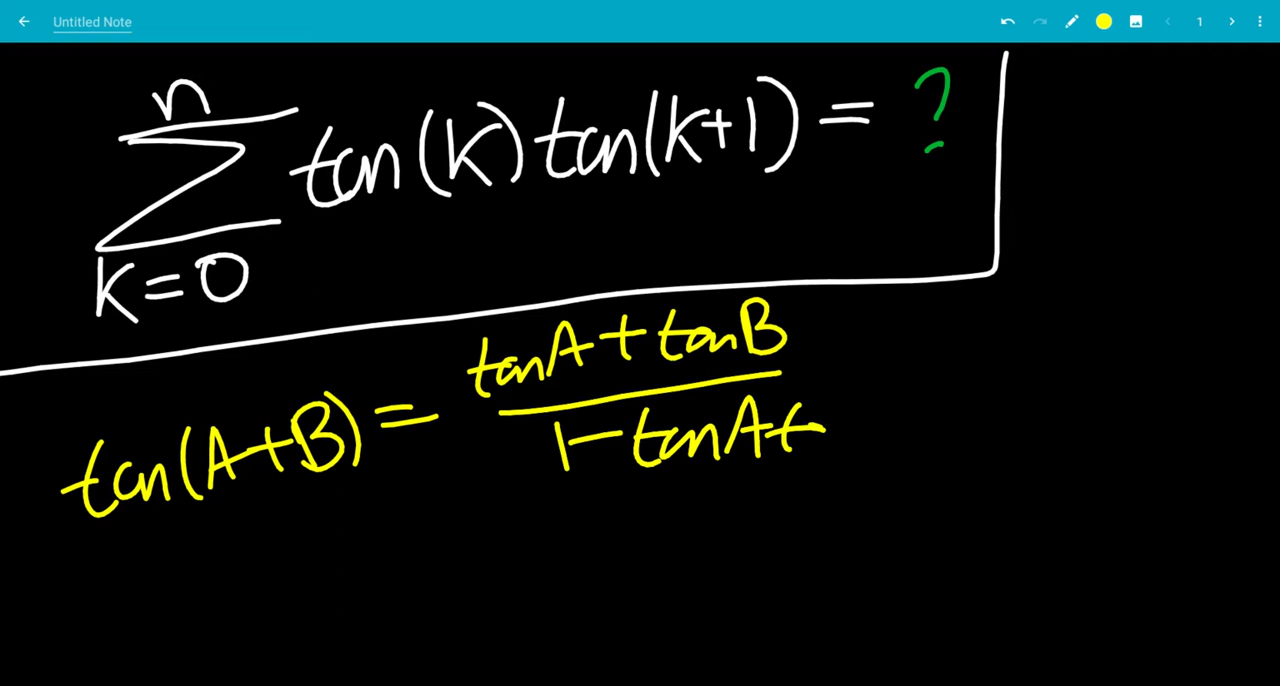 Untitled Note
1
n
∑ tan(k) tan(k+1) = ?
k=0
tanA + tanB
tan(A+B) =
1 - tanA t